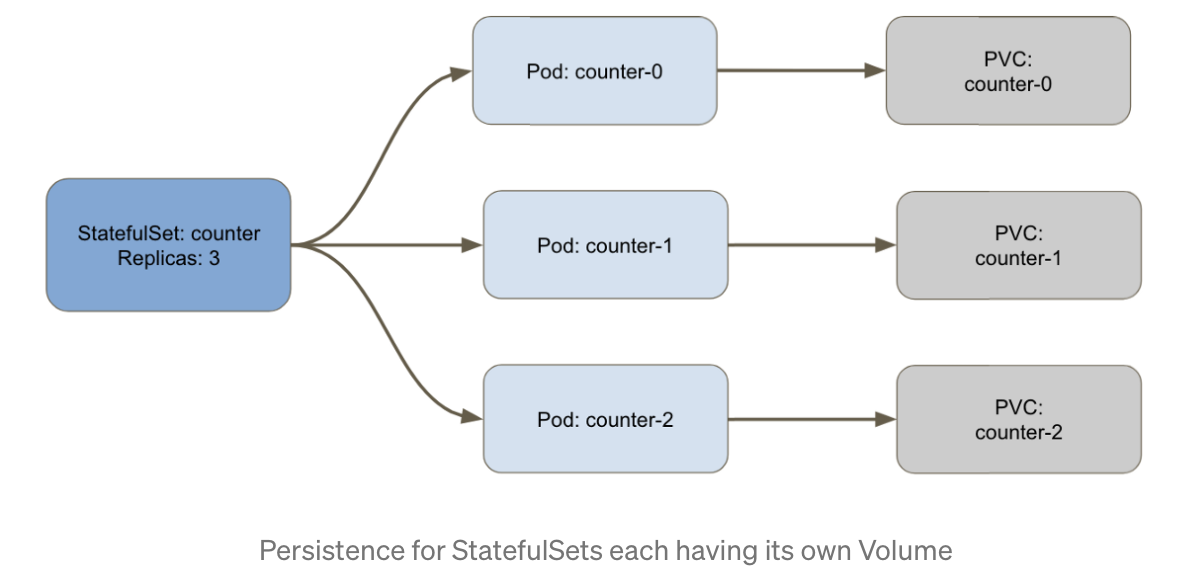 StatefulSet: counter
Replicas: 3
Pod: counter-0
PVC:
counter-0
Pod: counter-1
PVC:
counter-1
Pod: counter-2
PVC:
counter-2
Persistence for StatefulSets each having its own Volume